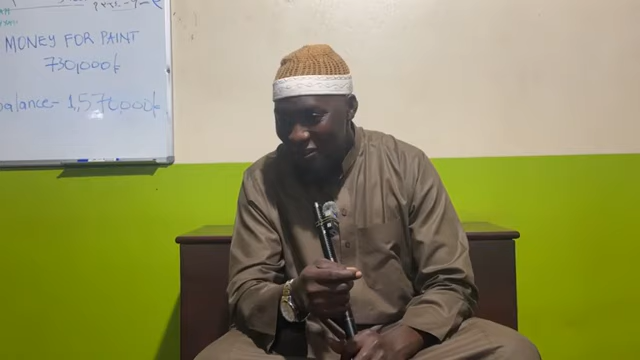 MONEY FOR PAINT
730,000/=
balance- 1,570,000/=